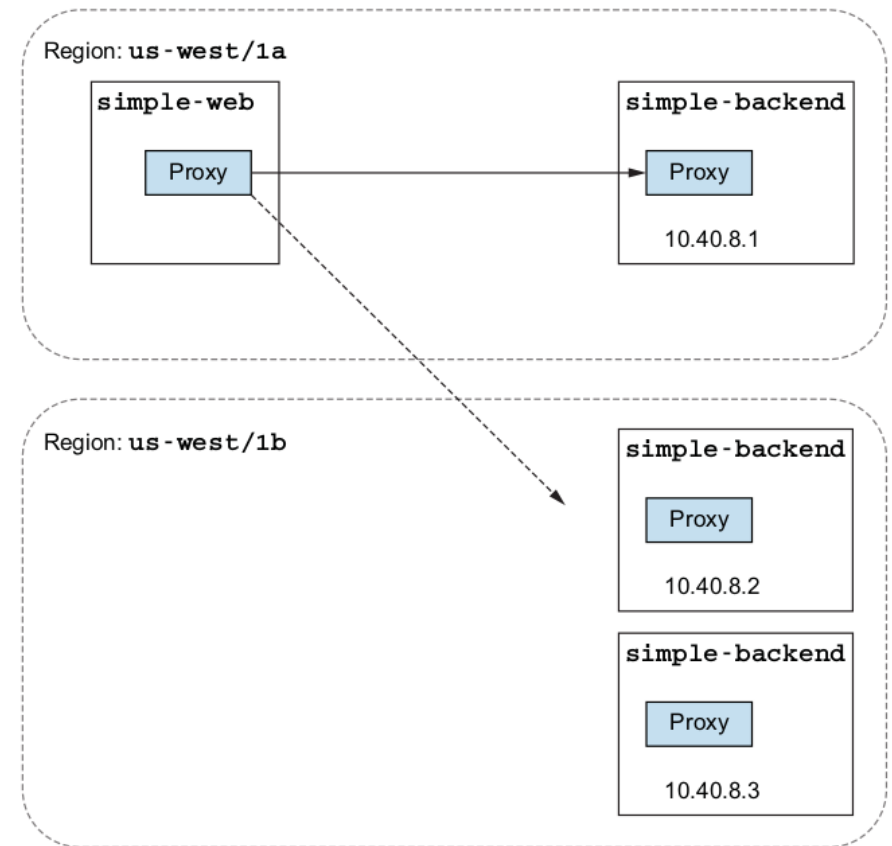 Region: us-west/1a
simple-web
simple-backend
Proxy
Proxy
10.40.8.1
Region: us-west/1b
simple-backend
Proxy
10.40.8.2
simple-backend
Proxy
10.40.8.3